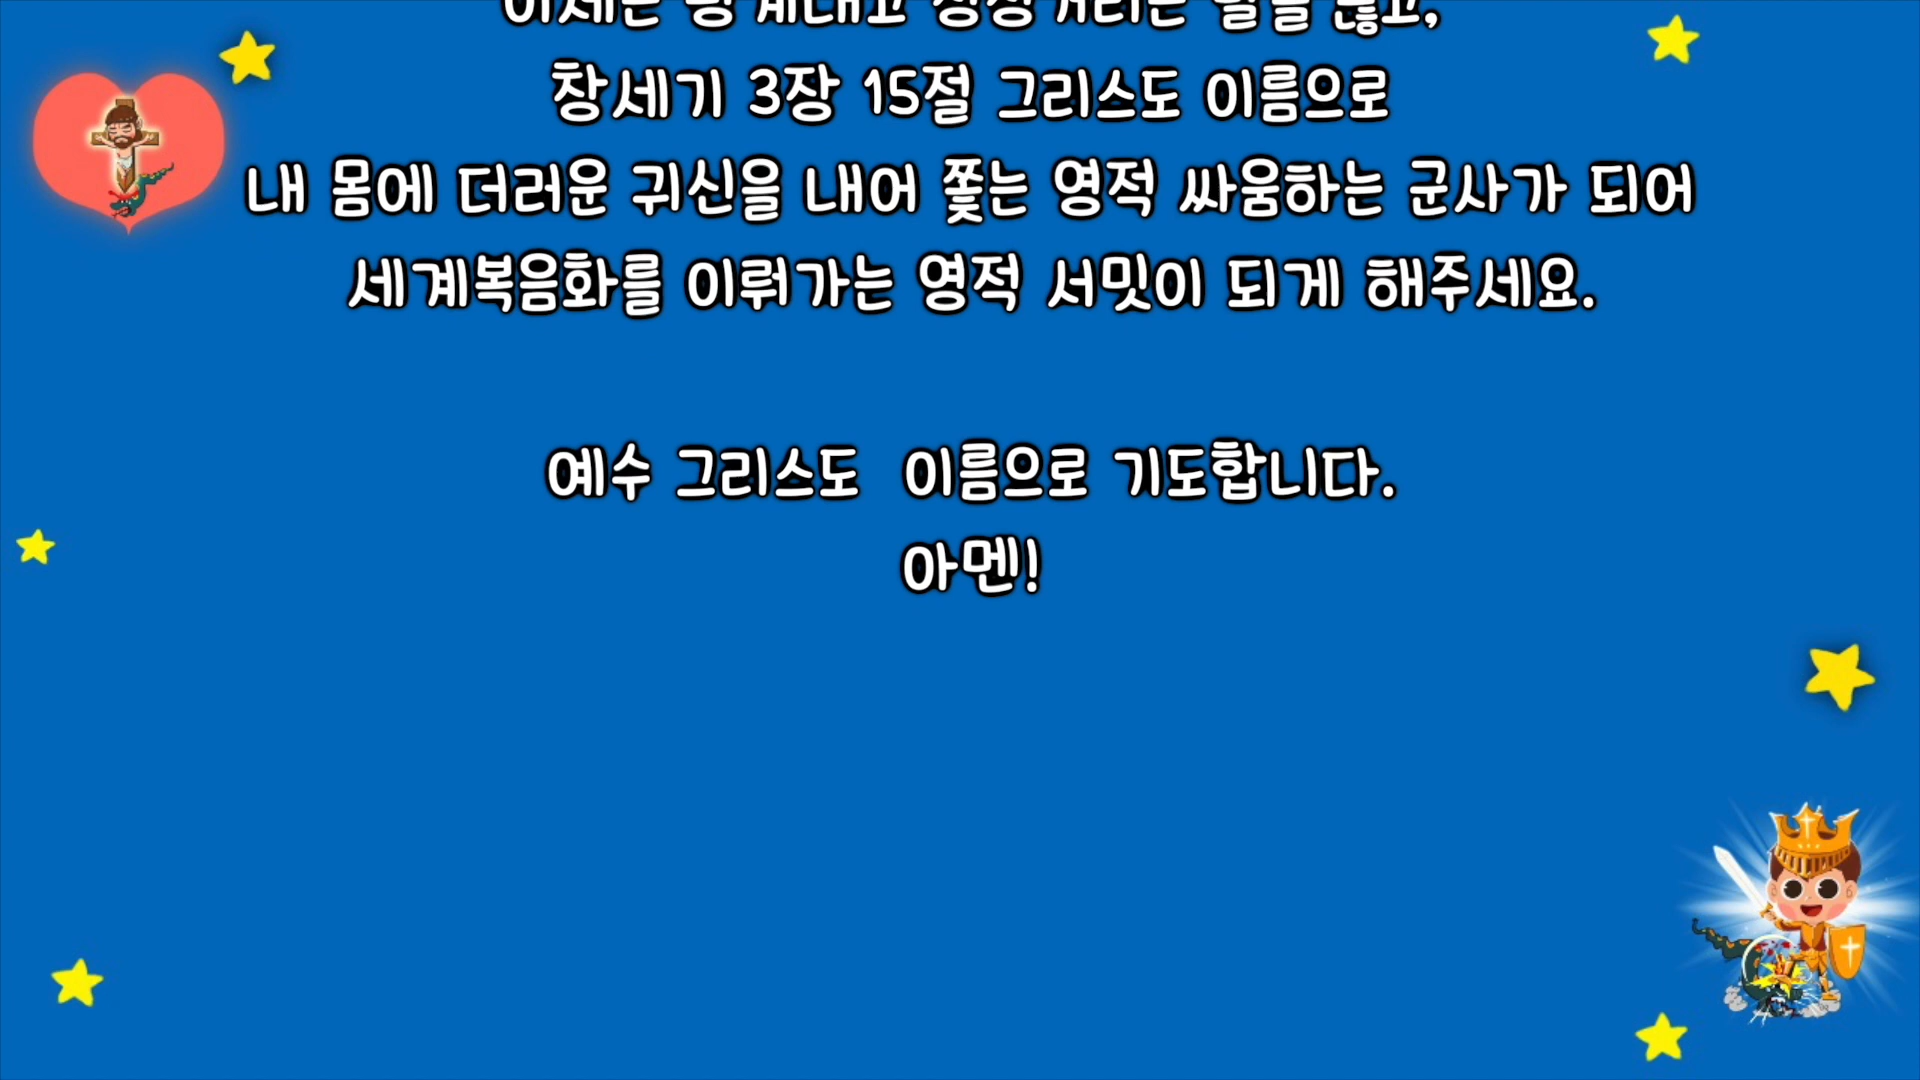 창세기 3장 15절 그리스도 이름으로
내 몸에 더러운 귀신을 내어 쫓는 영적 싸움하는 군사가 되어
세계복음화를 이뤄가는 영적 서밋이 되게 해주세요.
예수 그리스도 이름으로 기도합니다.
아멘!